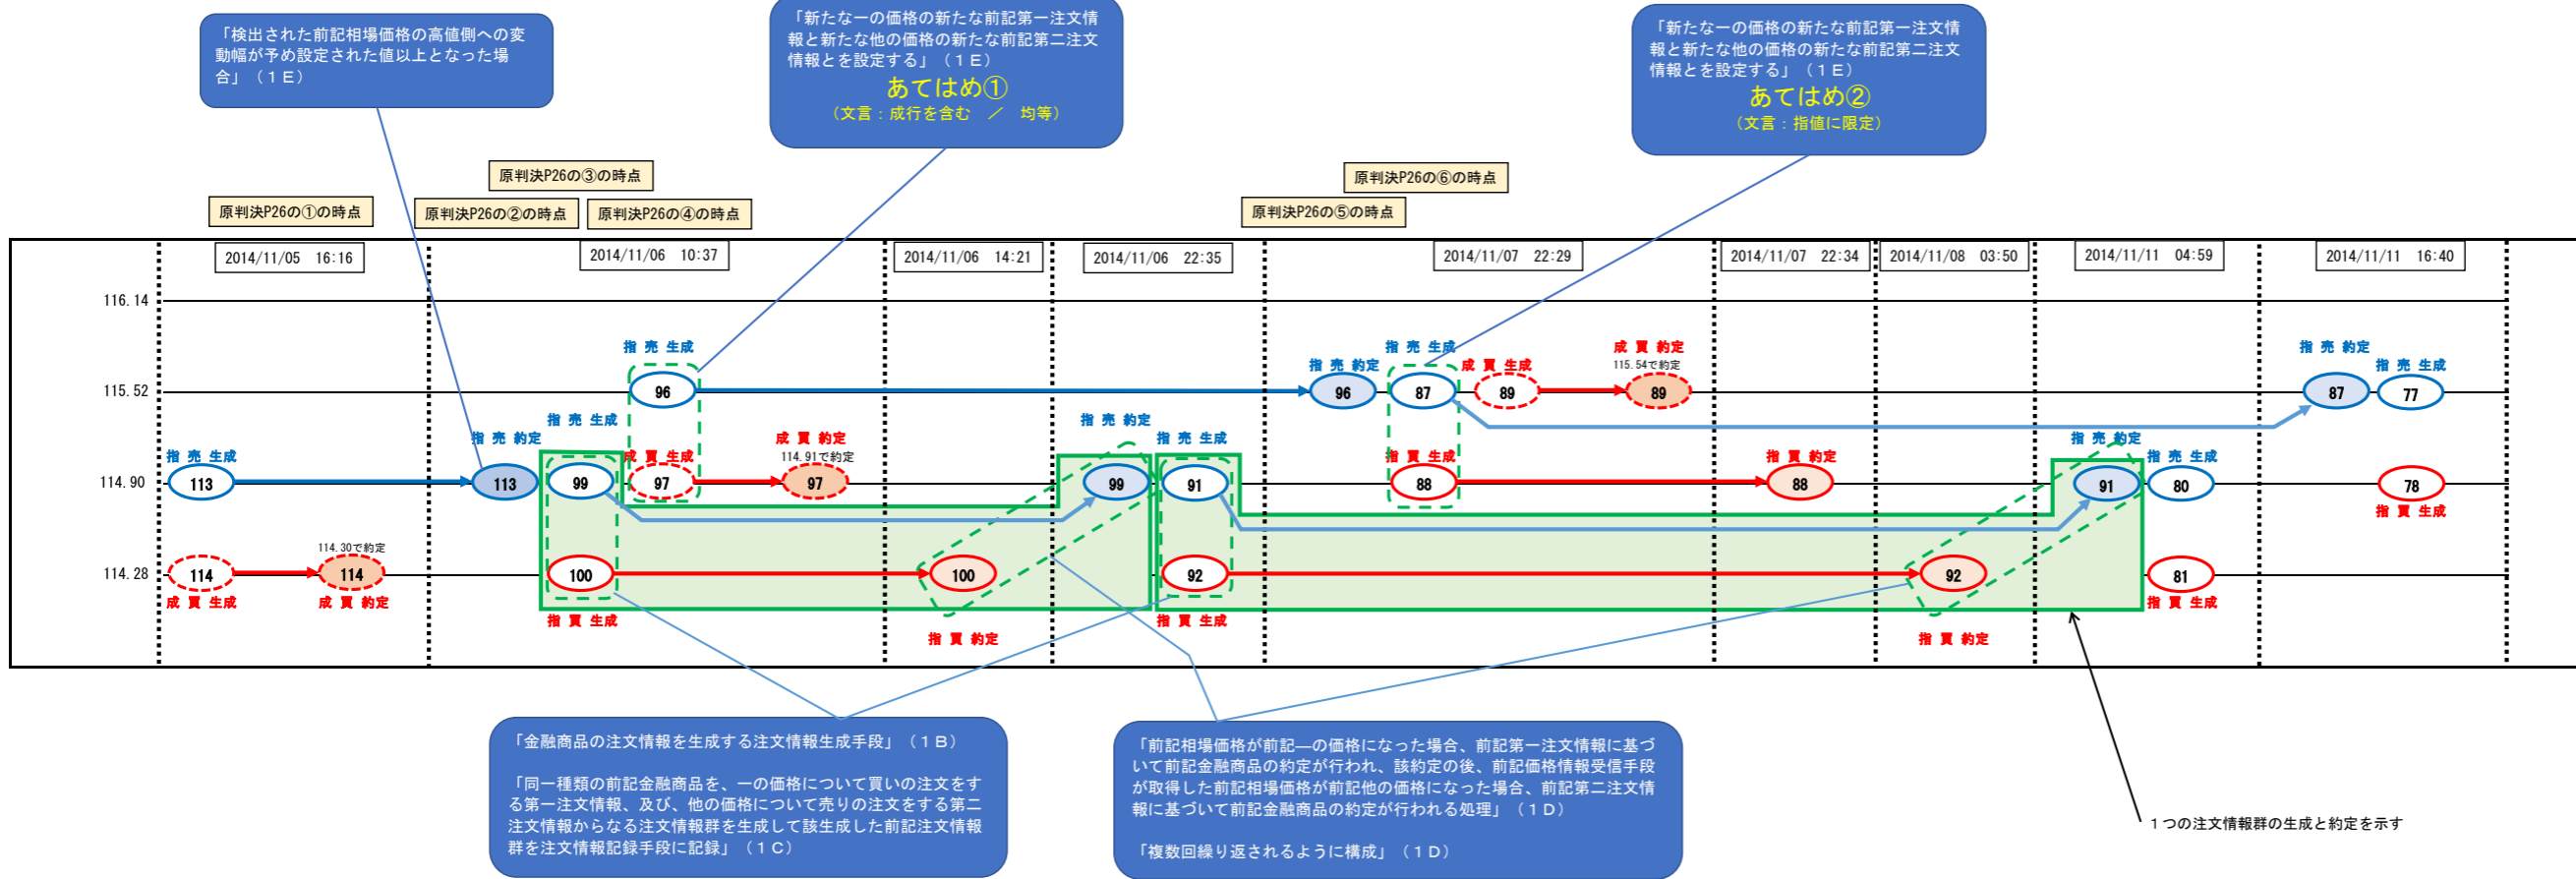 「検出された前記相場価格の高値側への変
動幅が予め設定された値以上となった場
合」（１Ｅ）
「新たな一の価格の新たな前記第一注文情
報と新たな他の価格の新たな前記第二注文
情報とを設定する」（１Ｅ）
あてはめ①
（文言：成行を含む　／　均等）
「新たな一の価格の新たな前記第一注文情
報と新たな他の価格の新たな前記第二注文
情報とを設定する」（１Ｅ）
あてはめ②
（文言：指値に限定）
原判決P26の③の時点
原判決P26の⑥の時点
原判決P26の①の時点
原判決P26の②の時点
原判決P26の④の時点
原判決P26の⑤の時点
2014/11/05　16:16
2014/11/06　10:37
2014/11/06　14:21
2014/11/06　22:35
2014/11/07　22:29
2014/11/07　22:34
2014/11/08　03:50
2014/11/11　04:59
2014/11/11　16:40
116.14
指 売 生成
指 売 約定
指 売 生成
成 買 生成
成 買 約定
115.54で約定
指 売 約定
指 売 生成
115.52
96
96
87
89
89
87
77
指 売 生成
指 売 約定
指 売 生成
成 買 生成
成 買 約定
114.91で約定
指 売 約定
指 売 生成
指 買 生成
指 買 約定
指 売 約定
指 売 生成
114.90
113
113
99
97
97
99
91
88
88
91
80
78
指 買 生成
114.30で約定
114.28
114
114
100
100
92
92
81
成 買 生成
成 買 約定
指 買 生成
指 買 約定
指 買 生成
指 買 約定
指 買 生成
「金融商品の注文情報を生成する注文情報生成手段」（１Ｂ）
「同一種類の前記金融商品を、一の価格について買いの注文をす
る第一注文情報、及び、他の価格について売りの注文をする第二
注文情報からなる注文情報群を生成して該生成した前記注文情報
群を注文情報記録手段に記録」（１Ｃ）
「前記相場価格が前記―の価格になった場合、前記第一注文情報に基づ
いて前記金融商品の約定が行われ、該約定の後、前記価格情報受信手段
が取得した前記相場価格が前記他の価格になった場合、前記第二注文情
報に基づいて前記金融商品の約定が行われる処理」（１Ｄ）
「複数回繰り返されるように構成」（１Ｄ）
１つの注文情報群の生成と約定を示す